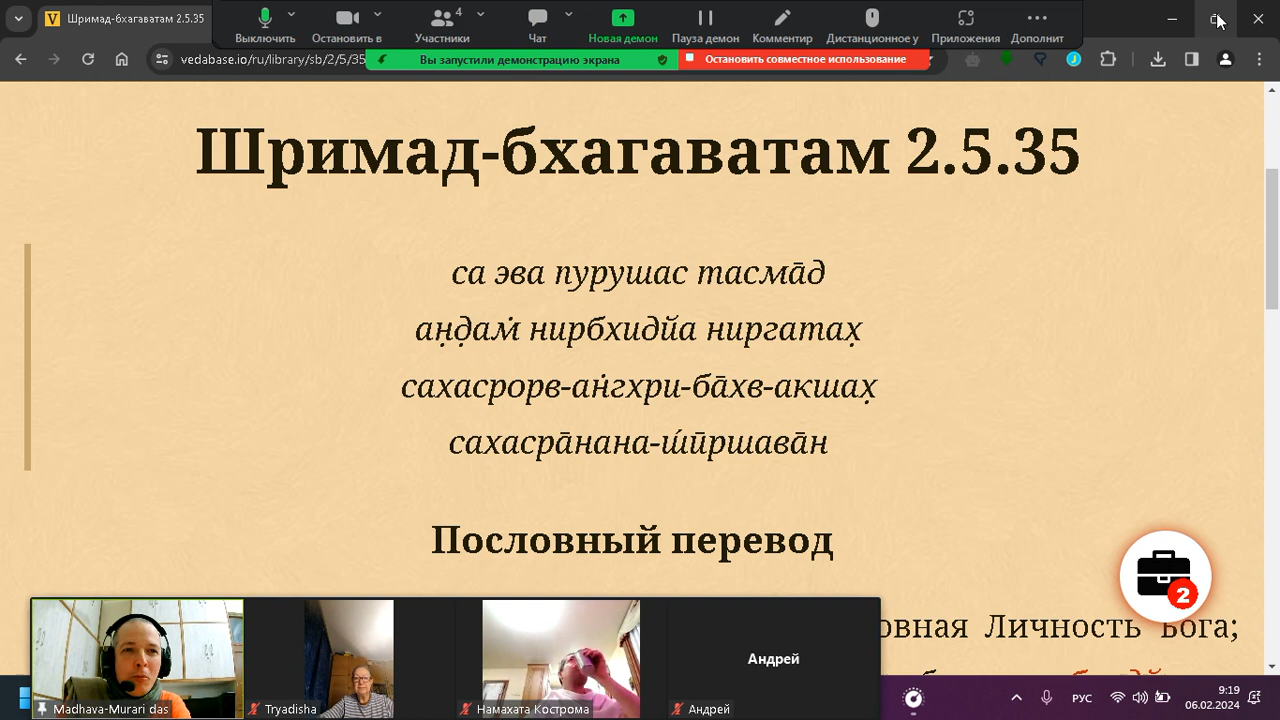 Шримад-бхагаватам 2.5.35
Выключить
Остановить в
4
Участники
Чат
Новая демон
Пауза демон
Комментир
Дистанционное у
Приложения
Дополнит
vedabase.io/ru/library/sb/2/5/35
Вы запустили демонстрацию экрана
Остановить совместное использование
Шримад-бхагаватам 2.5.35
са эва пурушас тасма̄д
ан̣д̣ам̇ нирбхидйа ниргатах̣
сахасрорв-ан̇гхри-ба̄хв-акшах̣
сахасра̄нана-ш́ӣршава̄н
Пословный перевод
овная Личность Бога;
2
Madhava-Murari das
Tryadisha
Намахата Кострома
Андрей
Андрей
РУС
9:19
06.02.2024